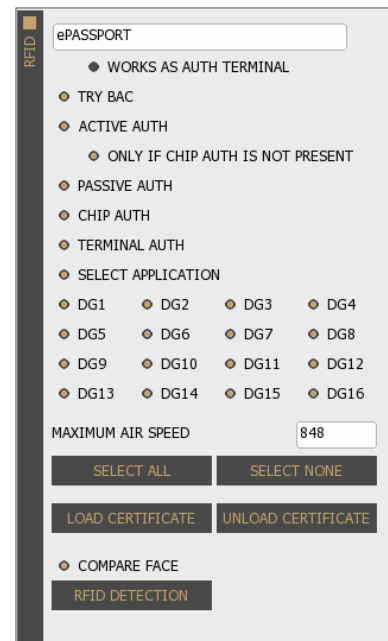 RFID
ePASSPORT
WORKS AS AUTH TERMINAL
TRY BAC
ACTIVE AUTH
ONLY IF CHIP AUTH IS NOT PRESENT
PASSIVE AUTH
CHIP AUTH
TERMINAL AUTH
SELECT APPLICATION
DG1 DG2 DG3 DG4
DG5 DG6 DG7 DG8
DG9 DG10 DG11 DG12
DG13 DG14 DG15 DG16
MAXIMUM AIR SPEED 848
SELECT ALL SELECT NONE
LOAD CERTIFICATE UNLOAD CERTIFICATE
COMPARE FACE
RFID DETECTION